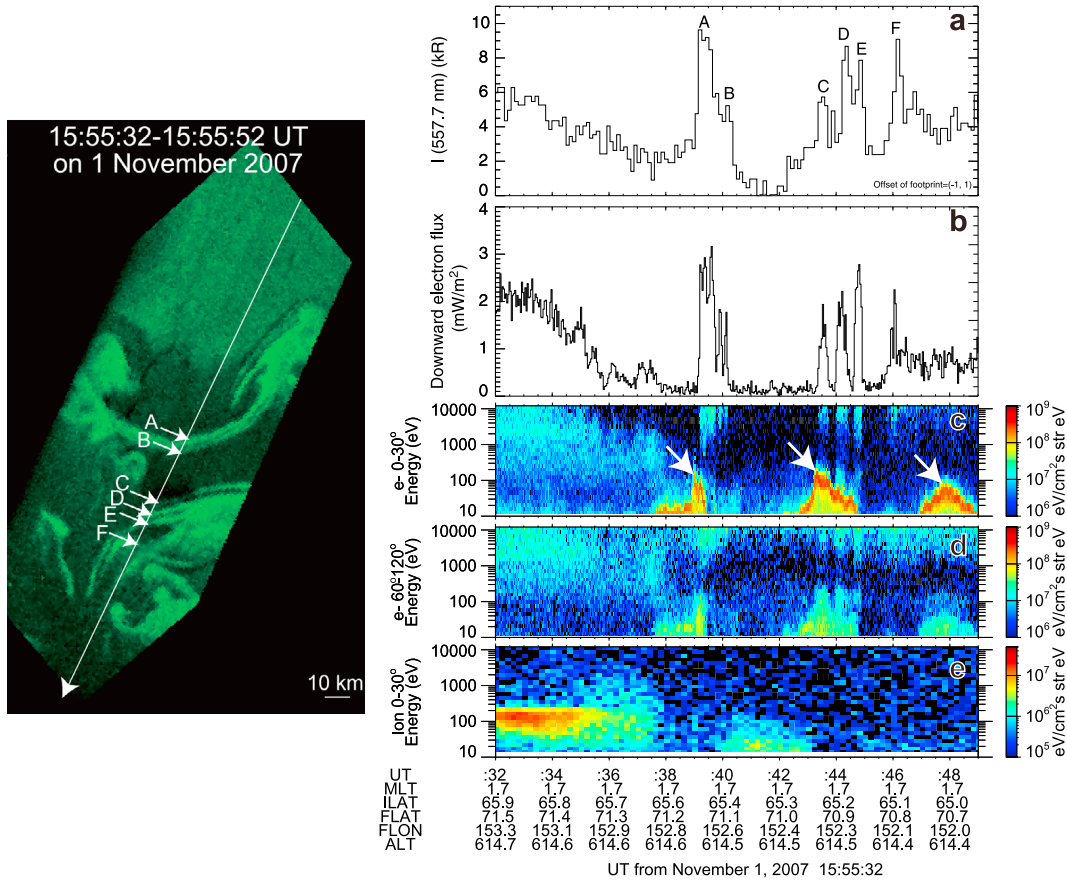 15:55:32-15:55:52 UT
on 1 November 2007
A
B
C
D
E
F
10 km
a
I (557.7 nm) (kR)
10
8
6
4
2
0
A
B
C
D
E
F
Offset of footprint=(-1, 1)
b
Downward electron flux
(mW/m²)
4
3
2
1
0
c
e- 0-30º
Energy (eV)
10000
1000
100
10
10⁹
10⁸
10⁷
10⁶
eV/cm²s str eV
d
e- 60º-120º
Energy (eV)
10000
1000
100
10
10⁹
10⁸
10⁷
10⁶
eV/cm²s str eV
e
Ion 0-30º
Energy (eV)
1000
100
10
10⁷
10⁶
10⁵
eV/cm²s str eV
UT :32 :34 :36 :38 :40 :42 :44 :46 :48
MLT 1.7 1.7 1.7 1.7 1.7 1.7 1.7 1.7 1.7
ILAT 65.9 65.8 65.7 65.6 65.4 65.3 65.2 65.1 65.0
FLAT 71.5 71.4 71.3 71.2 71.1 71.0 70.9 70.8 70.7
FLON 153.3 153.1 152.9 152.8 152.6 152.4 152.3 152.1 152.0
ALT 614.7 614.6 614.6 614.6 614.5 614.5 614.5 614.4 614.4
UT from November 1, 2007 15:55:32